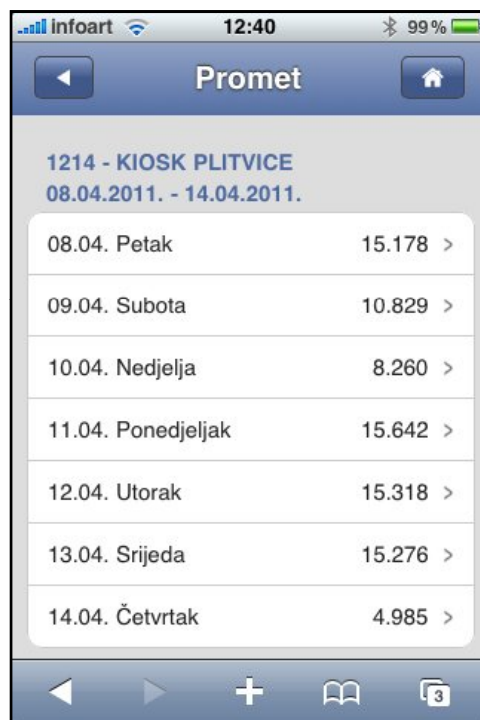 infoart 12:40 99%
Promet
1214 - KIOSK PLITVICE
08.04.2011. - 14.04.2011.
08.04. Petak 15.178 >
09.04. Subota 10.829 >
10.04. Nedjelja 8.260 >
11.04. Ponedjeljak 15.642 >
12.04. Utorak 15.318 >
13.04. Srijeda 15.276 >
14.04. Četvrtak 4.985 >
3